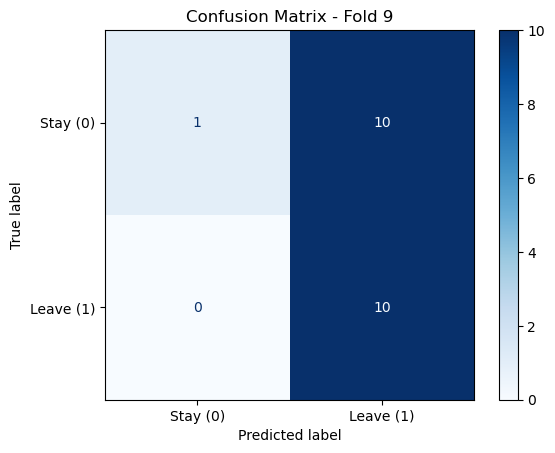 Confusion Matrix - Fold 9
True label
Stay (0)
Leave (1)
1
10
0
10
Stay (0)
Leave (1)
Predicted label
10
8
6
4
2
0